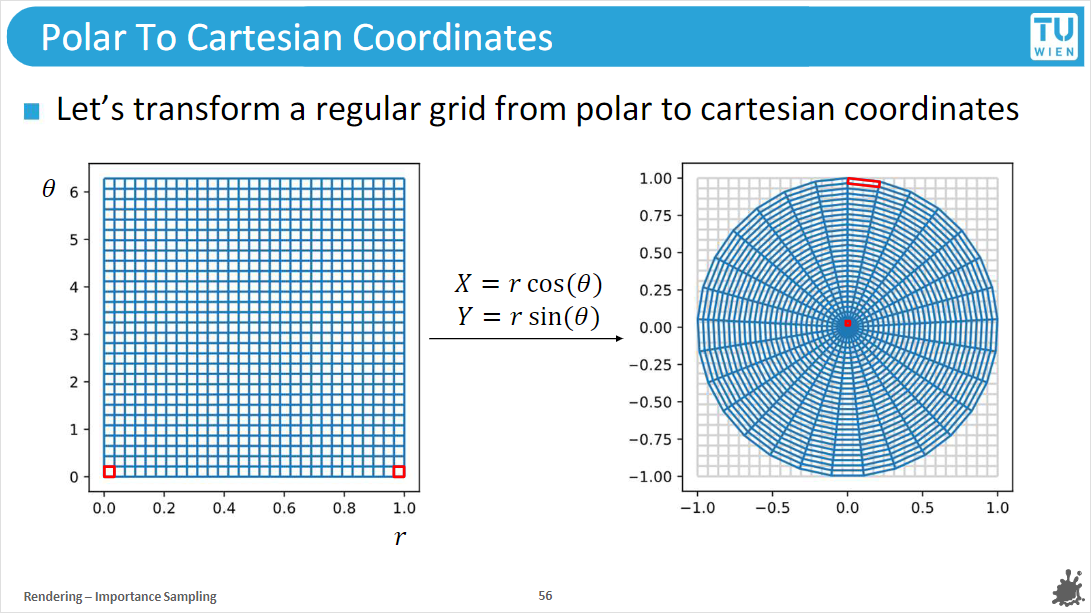 Polar To Cartesian Coordinates
TU
WIEN
Let's transform a regular grid from polar to cartesian coordinates
θ
6
5
4
3
2
1
0
0.0 0.2 0.4 0.6 0.8 1.0
r
X = r cos(θ)
Y = r sin(θ)
1.00
0.75
0.50
0.25
0.00
−0.25
−0.50
−0.75
−1.00
−1.0 −0.5 0.0 0.5 1.0
Rendering – Importance Sampling
56